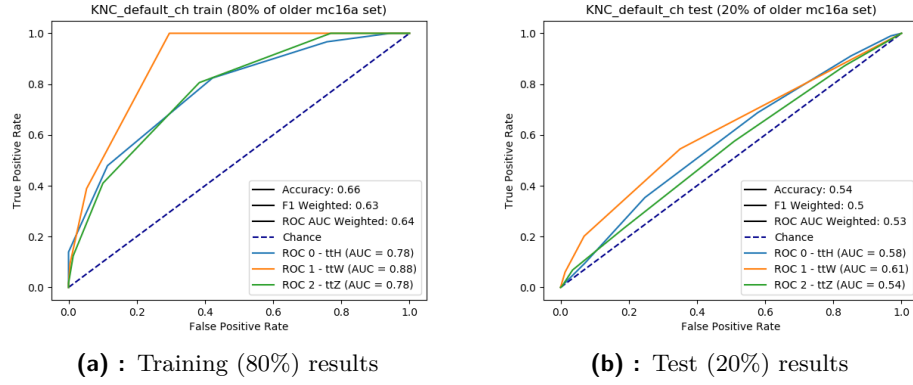 KNC_default_ch train (80% of older mc16a set)
True Positive Rate
1.0
0.8
0.6
0.4
0.2
0.0
Accuracy: 0.66
F1 Weighted: 0.63
ROC AUC Weighted: 0.64
Chance
ROC 0 - ttH (AUC = 0.78)
ROC 1 - ttW (AUC = 0.88)
ROC 2 - ttZ (AUC = 0.78)
0.0 0.2 0.4 0.6 0.8 1.0
False Positive Rate
(a) : Training (80%) results
KNC_default_ch test (20% of older mc16a set)
True Positive Rate
1.0
0.8
0.6
0.4
0.2
0.0
Accuracy: 0.54
F1 Weighted: 0.5
ROC AUC Weighted: 0.53
Chance
ROC 0 - ttH (AUC = 0.58)
ROC 1 - ttW (AUC = 0.61)
ROC 2 - ttZ (AUC = 0.54)
0.0 0.2 0.4 0.6 0.8 1.0
False Positive Rate
(b) : Test (20%) results